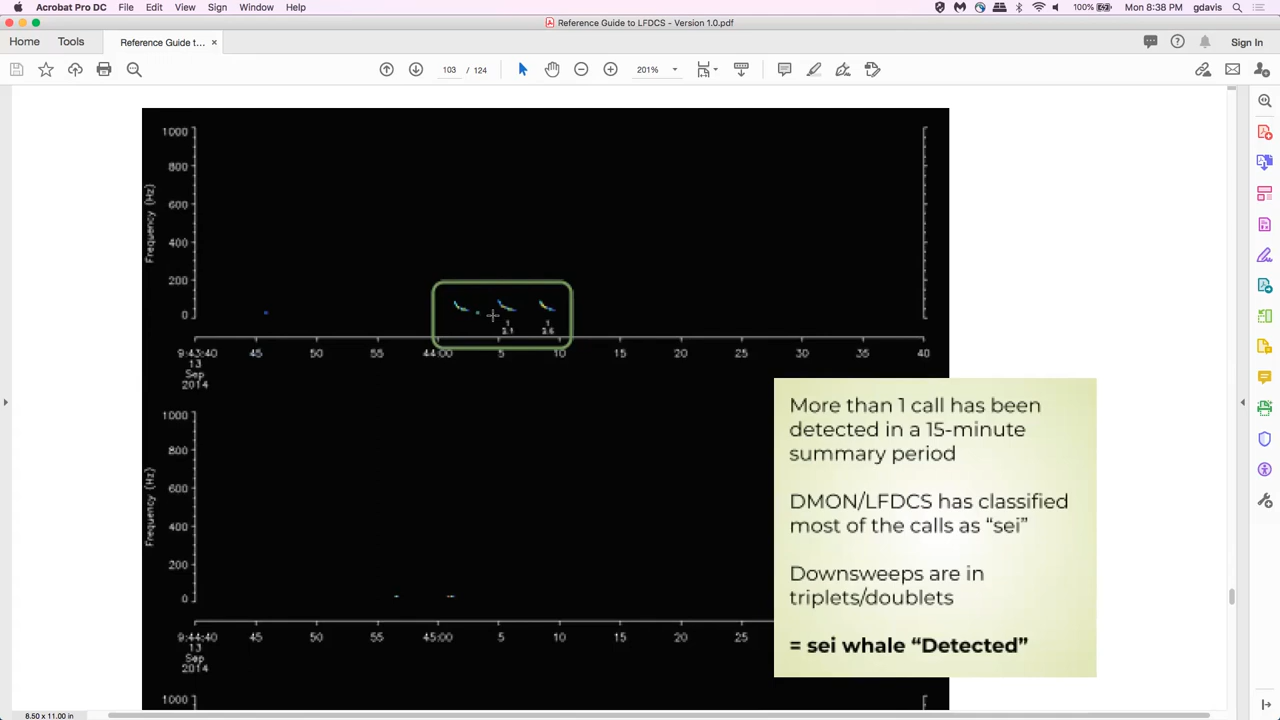 Acrobat Pro DC File Edit View Sign Window Help 100% Mon 8:38 PM gdavis
Reference Guide to LFDCS - Version 1.0.pdf
Home Tools Reference Guide t... × Sign In
103 / 124 201%
1000
800
600
400
200
0
Frequency (Hz)
1
3.1
1
3.6
9:43:40 45 50 55 44:00 5 10 15 20 25 30 35 40
13
Sep
2014
1000
800
600
400
200
0
Frequency (Hz)
9:44:40 45 50 55 45:00 5 10 15 20 25
13
Sep
2014
1000
More than 1 call has been
detected in a 15-minute
summary period
DMON/LFDCS has classified
most of the calls as “sei”
Downsweeps are in
triplets/doublets
= sei whale “Detected”
8.50 x 11.00 in